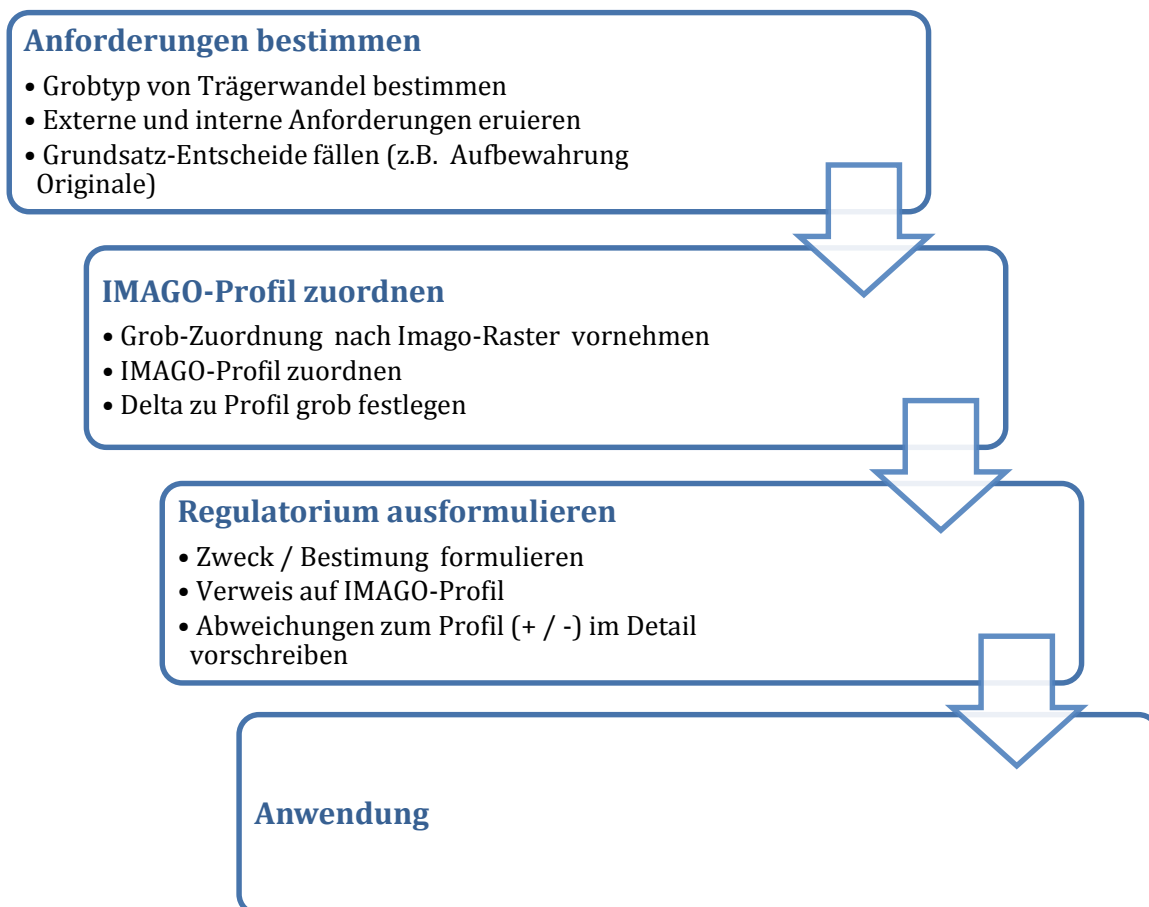 Anforderungen bestimmen
• Grobtyp von Trägerwandel bestimmen
• Externe und interne Anforderungen eruieren
• Grundsatz-Entscheide fällen (z.B. Aufbewahrung
Originale)
IMAGO-Profil zuordnen
• Grob-Zuordnung nach Imago-Raster vornehmen
• IMAGO-Profil zuordnen
• Delta zu Profil grob festlegen
Regulatorium ausformulieren
• Zweck / Bestimung formulieren
• Verweis auf IMAGO-Profil
• Abweichungen zum Profil (+ / -) im Detail
vorschreiben
Anwendung